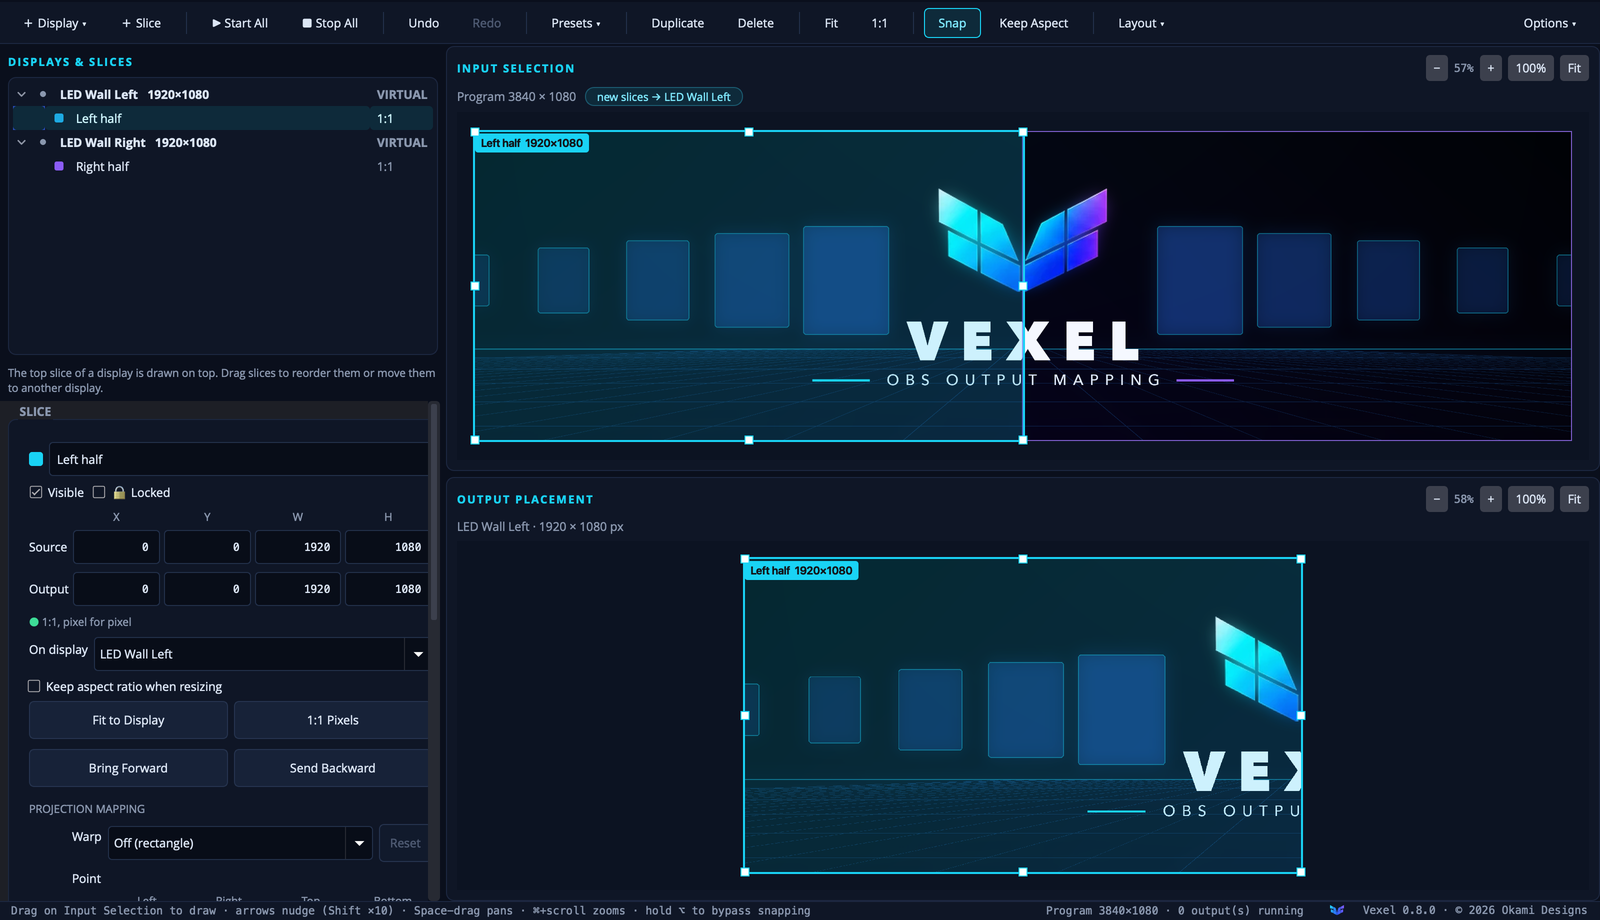 + Display ▾ + Slice ▶ Start All ■ Stop All Undo Redo Presets ▾ Duplicate Delete Fit 1:1 Snap Keep Aspect Layout ▾ Options ▾
DISPLAYS & SLICES
LED Wall Left 1920×1080 VIRTUAL
Left half 1:1
LED Wall Right 1920×1080 VIRTUAL
Right half 1:1
The top slice of a display is drawn on top. Drag slices to reorder them or move them
to another display.
SLICE
Left half
Visible 🔒 Locked
X Y W H
Source 0 0 1920 1080
Output 0 0 1920 1080
1:1, pixel for pixel
On display LED Wall Left
Keep aspect ratio when resizing
Fit to Display 1:1 Pixels
Bring Forward Send Backward
PROJECTION MAPPING
Warp Off (rectangle) Reset
Point
Left Right Top Bottom
INPUT SELECTION − 57% + 100% Fit
Program 3840 × 1080 new slices → LED Wall Left
Left half 1920×1080
VEXEL
OBS OUTPUT MAPPING
OUTPUT PLACEMENT − 58% + 100% Fit
LED Wall Left · 1920 × 1080 px
Left half 1920×1080
VEX
OBS OUTPU
Drag on Input Selection to draw · arrows nudge (Shift ×10) · Space-drag pans · ⌘+scroll zooms · hold ⌥ to bypass snapping Program 3840×1080 · 0 output(s) running Vexel 0.8.0 · © 2026 Okami Designs